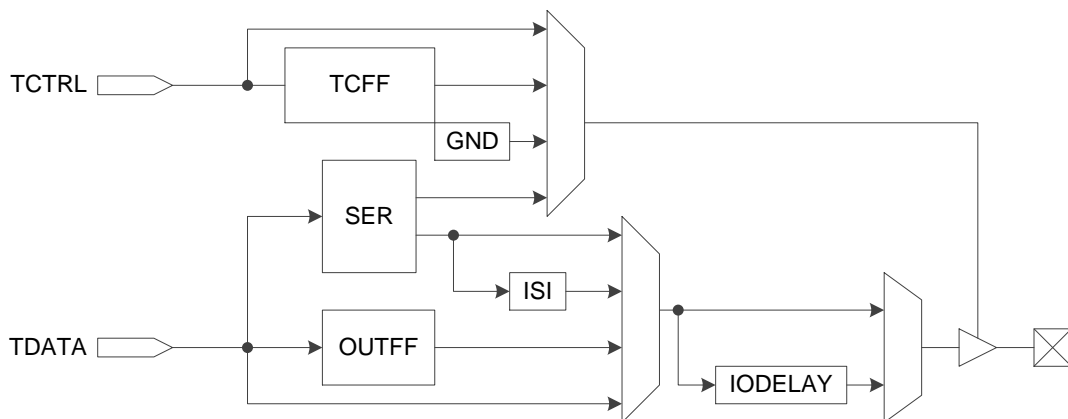 TCTRL
TCFF
GND
SER
ISI
TDATA
OUTFF
IODELAY